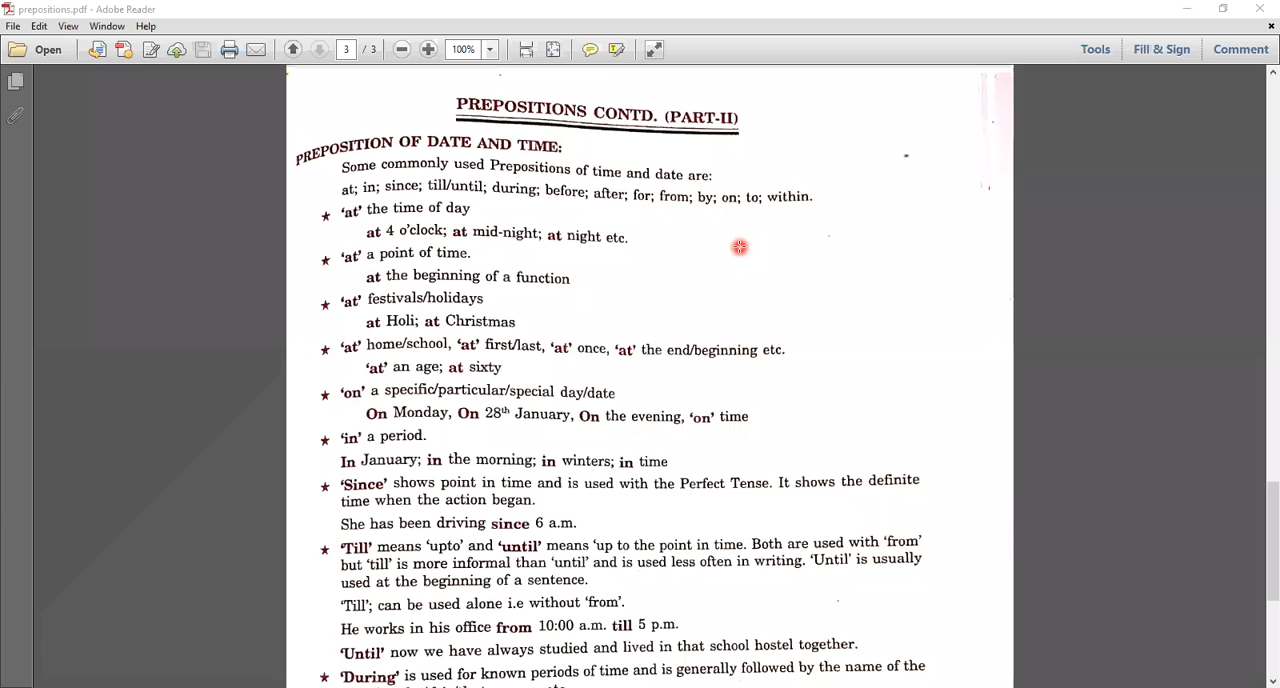 prepositions.pdf - Adobe Reader
File Edit View Window Help
Open 3 / 3 100% Tools Fill & Sign Comment
PREPOSITIONS CONTD. (PART-II)
PREPOSITION OF DATE AND TIME:
Some commonly used Prepositions of time and date are:
at; in; since; till/until; during; before; after; for; from; by; on; to; within.
★ 'at' the time of day
at 4 o'clock; at mid-night; at night etc.
★ 'at' a point of time.
at the beginning of a function
★ 'at' festivals/holidays
at Holi; at Christmas
★ 'at' home/school, 'at' first/last, 'at' once, 'at' the end/beginning etc.
'at' an age; at sixty
★ 'on' a specific/particular/special day/date
On Monday, On 28th January, On the evening, 'on' time
★ 'in' a period.
In January; in the morning; in winters; in time
★ 'Since' shows point in time and is used with the Perfect Tense. It shows the definite
time when the action began.
She has been driving since 6 a.m.
★ 'Till' means 'upto' and 'until' means 'up to the point in time. Both are used with 'from'
but 'till' is more informal than 'until' and is used less often in writing. 'Until' is usually
used at the beginning of a sentence.
'Till'; can be used alone i.e without 'from'.
He works in his office from 10:00 a.m. till 5 p.m.
'Until' now we have always studied and lived in that school hostel together.
★ 'During' is used for known periods of time and is generally followed by the name of the